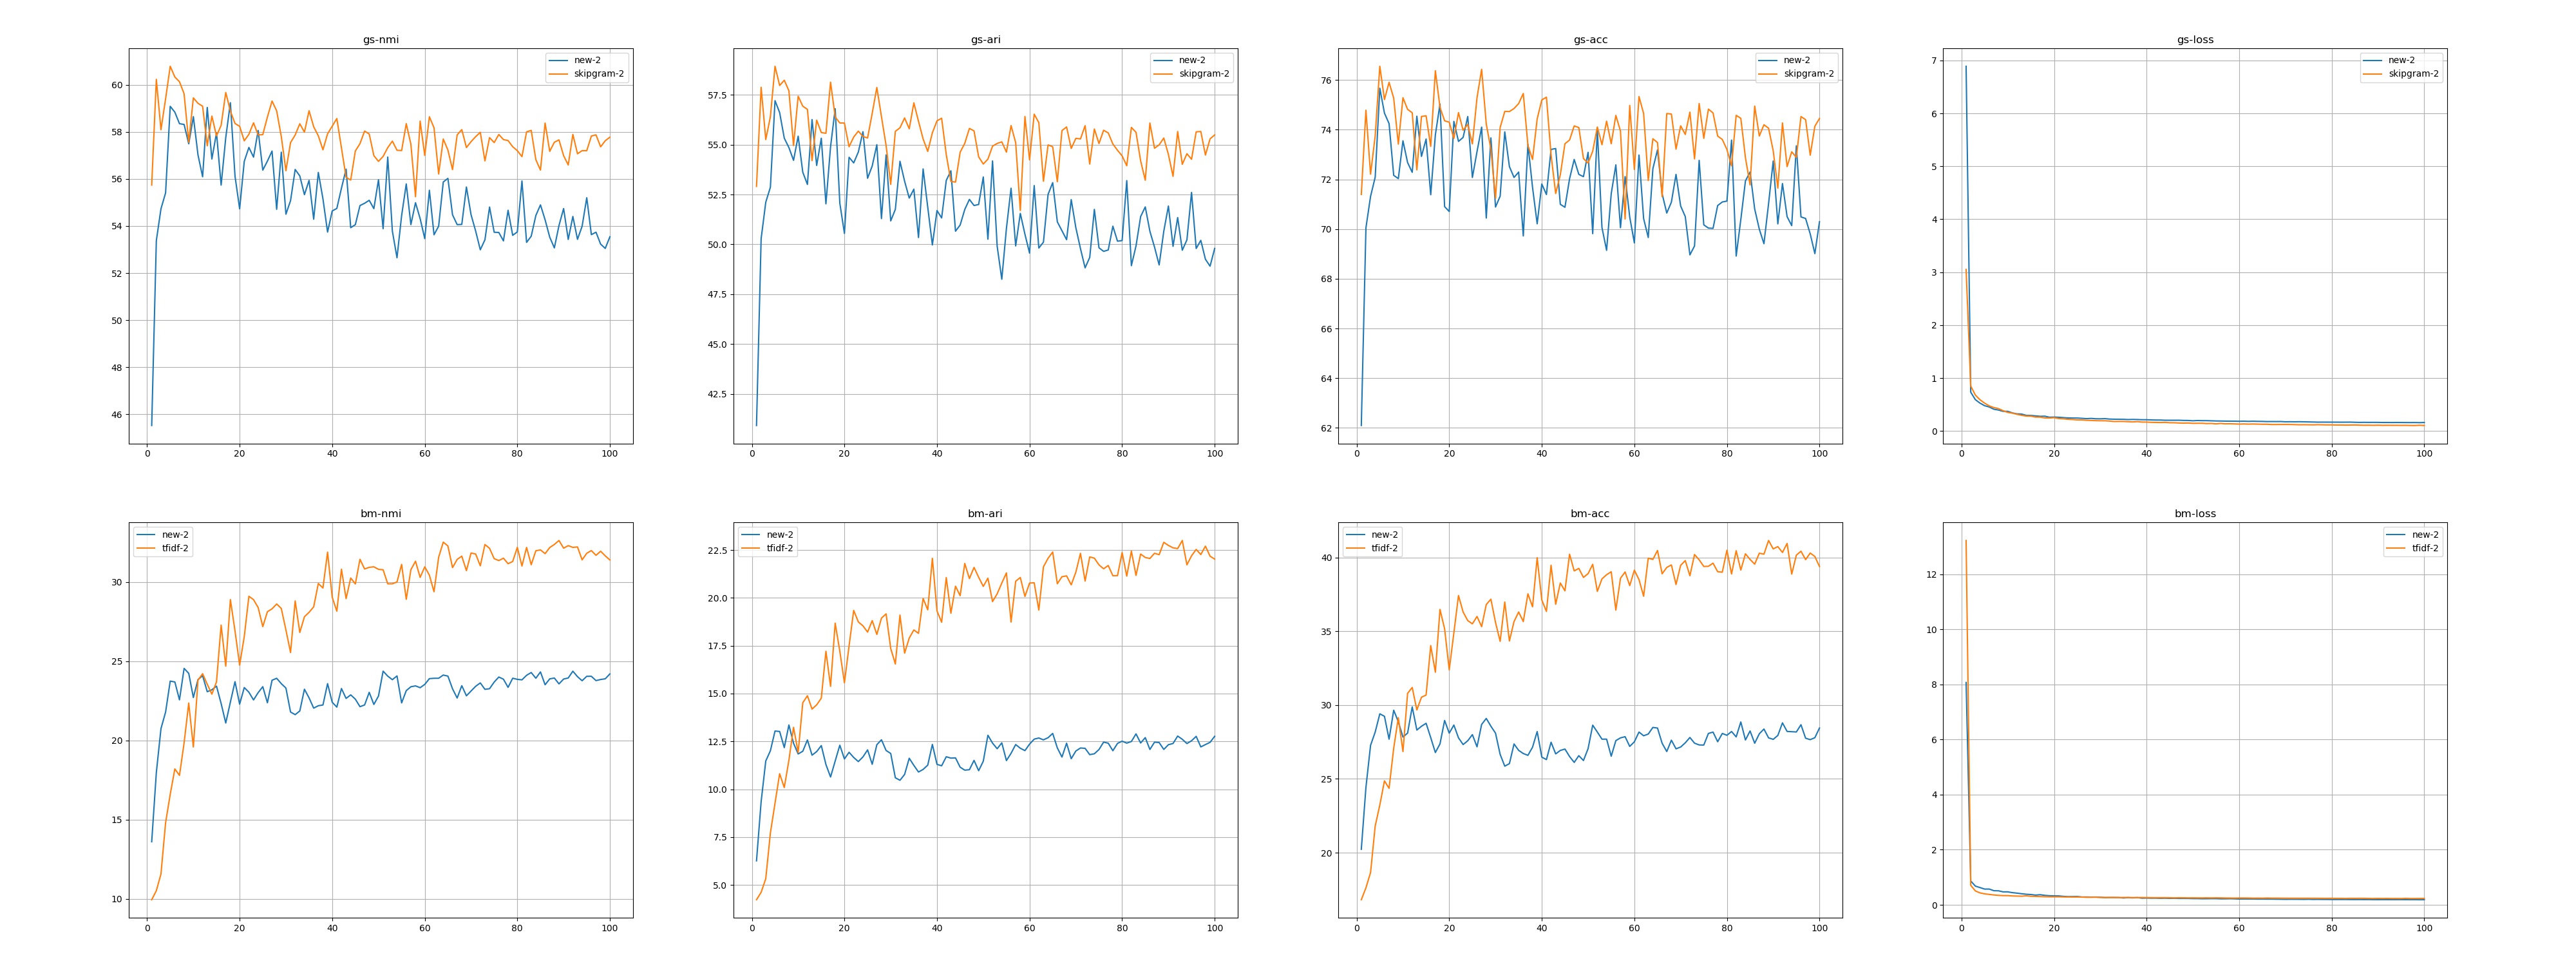 gs-nmi
new-2
skipgram-2
60
58
56
54
52
50
48
46
0 20 40 60 80 100
gs-ari
new-2
skipgram-2
57.5
55.0
52.5
50.0
47.5
45.0
42.5
0 20 40 60 80 100
gs-acc
new-2
skipgram-2
76
74
72
70
68
66
64
62
0 20 40 60 80 100
gs-loss
new-2
skipgram-2
7
6
5
4
3
2
1
0
0 20 40 60 80 100
bm-nmi
new-2
tfidf-2
30
25
20
15
10
0 20 40 60 80 100
bm-ari
new-2
tfidf-2
22.5
20.0
17.5
15.0
12.5
10.0
7.5
5.0
0 20 40 60 80 100
bm-acc
new-2
tfidf-2
40
35
30
25
20
0 20 40 60 80 100
bm-loss
new-2
tfidf-2
12
10
8
6
4
2
0
0 20 40 60 80 100